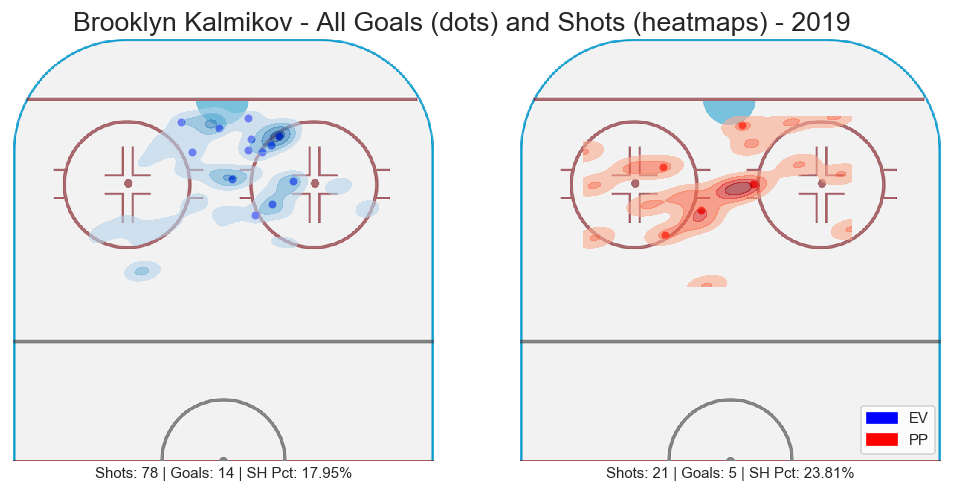 Brooklyn Kalmikov - All Goals (dots) and Shots (heatmaps) - 2019
EV
PP
Shots: 78 | Goals: 14 | SH Pct: 17.95%
Shots: 21 | Goals: 5 | SH Pct: 23.81%